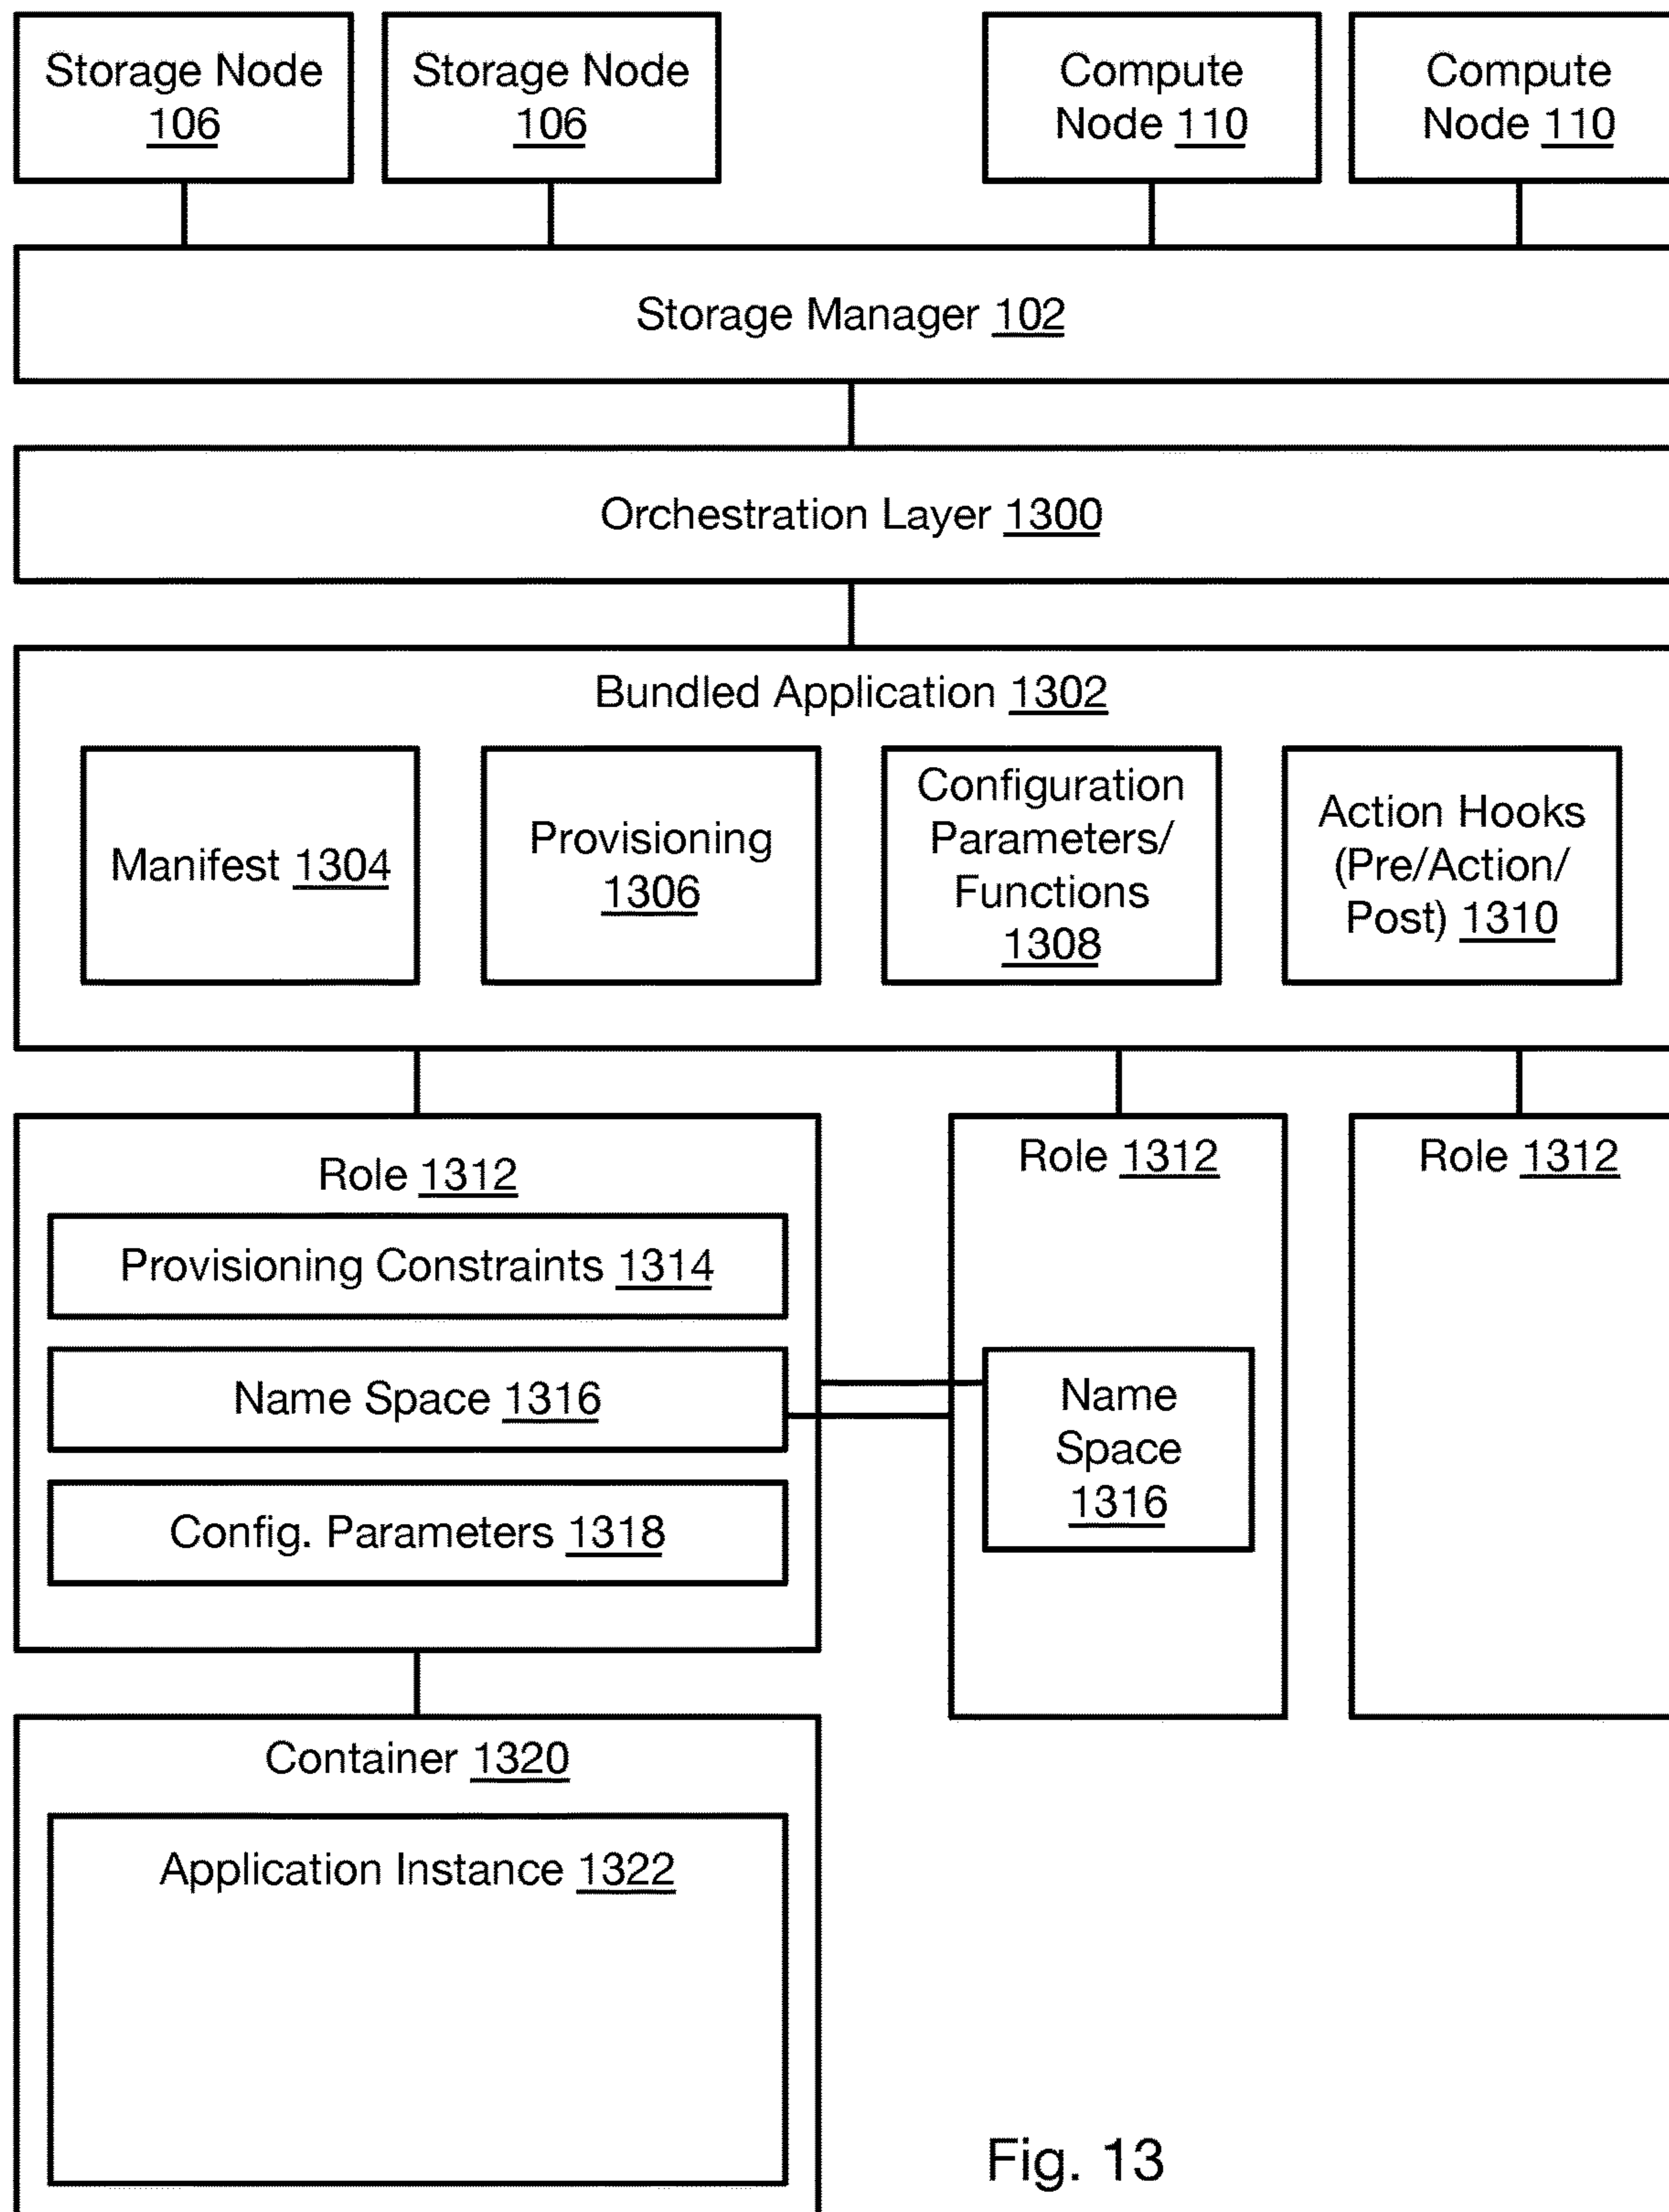 Storage Node
106
Storage Node
106
Compute
Node 110
Compute
Node 110
Storage Manager 102
Orchestration Layer 1300
Bundled Application 1302
Manifest 1304
Provisioning
1306
Configuration
Parameters/
Functions
1308
Action Hooks
(Pre/Action/
Post) 1310
Role 1312
Provisioning Constraints 1314
Name Space 1316
Config. Parameters 1318
Role 1312
Name
Space
1316
Role 1312
Container 1320
Application Instance 1322
Fig. 13